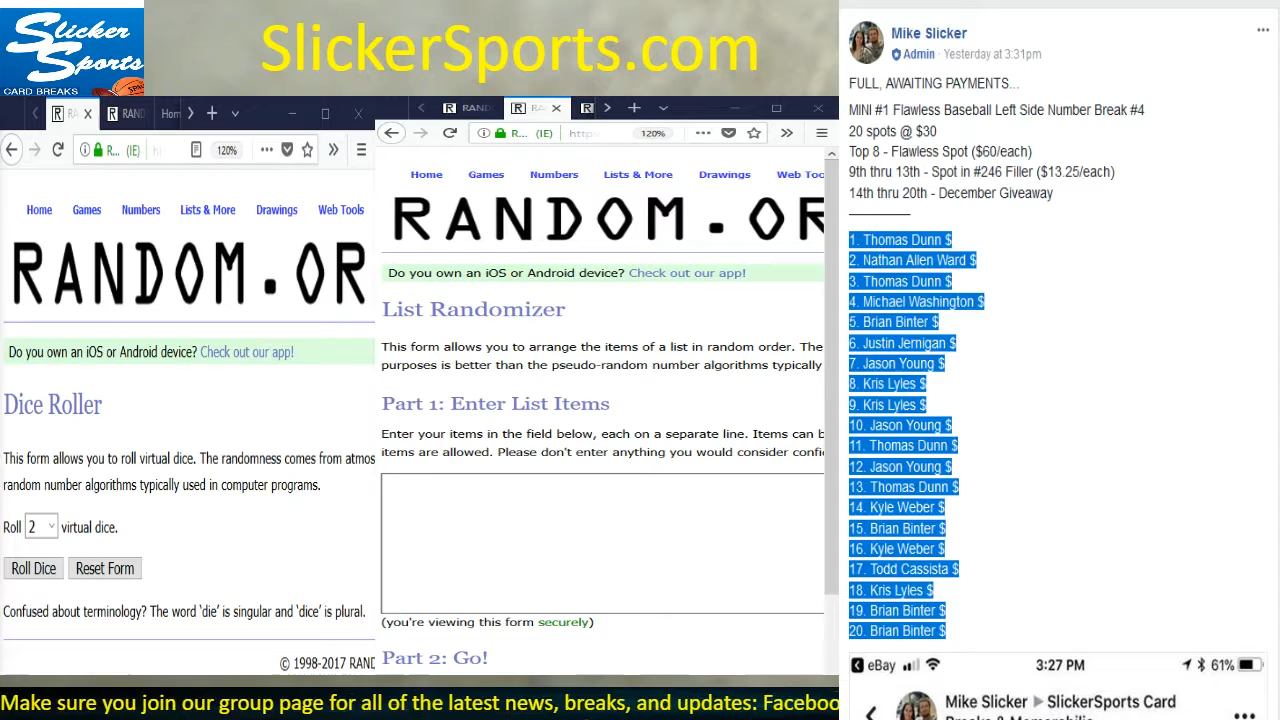 Slicker
Sports
CARD BREAKS
SlickerSports.com
RAND
Hom
120%
Home Games Numbers Lists & More Drawings Web Tools
RANDOM.OR
Do you own an iOS or Android device? Check out our app!
Dice Roller
This form allows you to roll virtual dice. The randomness comes from atmos
random number algorithms typically used in computer programs.
Roll 2 virtual dice.
Roll Dice Reset Form
Confused about terminology? The word 'die' is singular and 'dice' is plural.
© 1998-2017 RAND
RAND
R... (IE) 120%
Home Games Numbers Lists & More Drawings Web Too
RANDOM.OR
Do you own an iOS or Android device? Check out our app!
List Randomizer
This form allows you to arrange the items of a list in random order. The
purposes is better than the pseudo-random number algorithms typically
Part 1: Enter List Items
Enter your items in the field below, each on a separate line. Items can b
items are allowed. Please don't enter anything you would consider confi
(you're viewing this form securely)
Part 2: Go!
Mike Slicker
Admin · Yesterday at 3:31pm
FULL, AWAITING PAYMENTS...
MINI #1 Flawless Baseball Left Side Number Break #4
20 spots @ $30
Top 8 - Flawless Spot ($60/each)
9th thru 13th - Spot in #246 Filler ($13.25/each)
14th thru 20th - December Giveaway
1. Thomas Dunn $
2. Nathan Allen Ward $
3. Thomas Dunn $
4. Michael Washington $
5. Brian Binter $
6. Justin Jernigan $
7. Jason Young $
8. Kris Lyles $
9. Kris Lyles $
10. Jason Young $
11. Thomas Dunn $
12. Jason Young $
13. Thomas Dunn $
14. Kyle Weber $
15. Brian Binter $
16. Kyle Weber $
17. Todd Cassista $
18. Kris Lyles $
19. Brian Binter $
20. Brian Binter $
eBay 3:27 PM 61%
Mike Slicker ▶ SlickerSports Card
Breaks & Memorabilia
Make sure you join our group page for all of the latest news, breaks, and updates: Faceboo